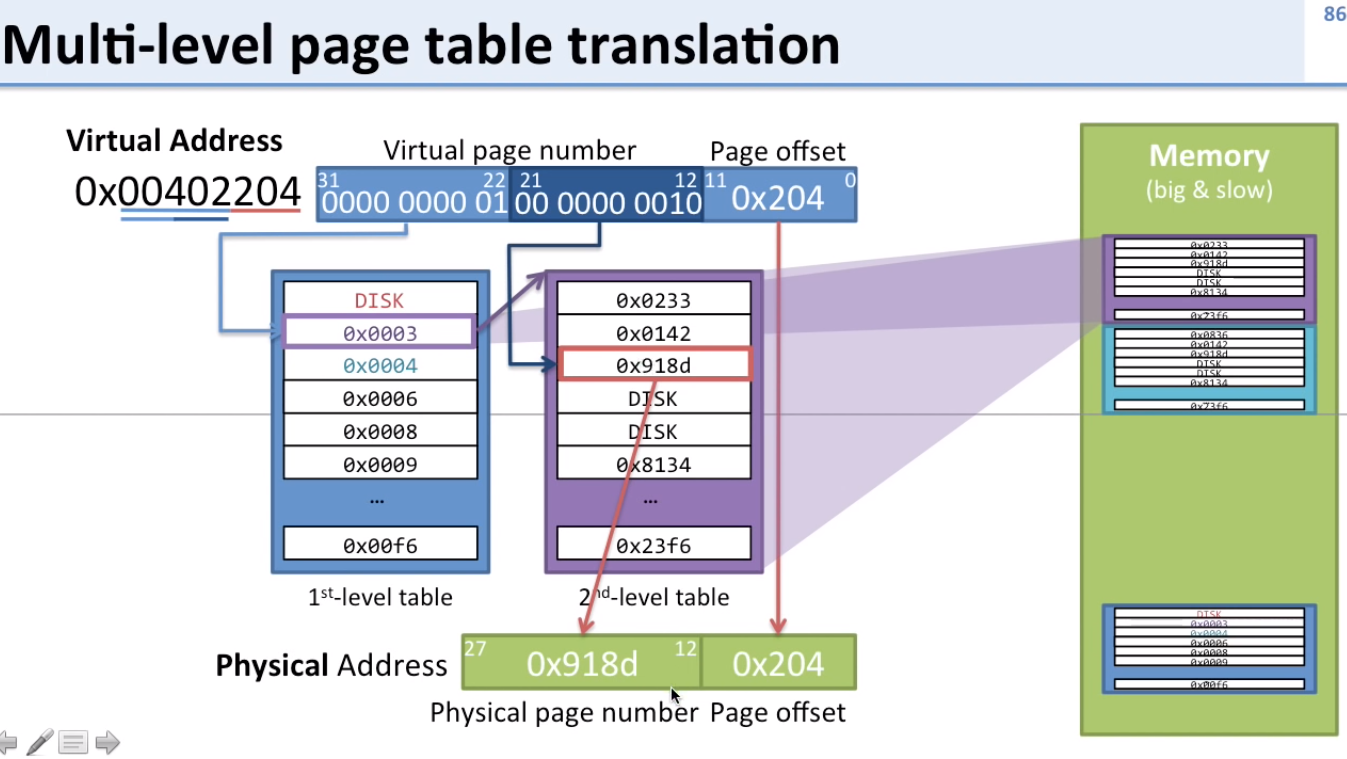 86
Multi-level page table translation
Virtual Address
0x00402204
Virtual page number
Page offset
31 22 21 12 11 0
0000 0000 01 00 0000 0010 0x204
DISK
0x0003
0x0004
0x0006
0x0008
0x0009
...
0x00f6
1st-level table
0x0233
0x0142
0x918d
DISK
DISK
0x8134
...
0x23f6
2nd-level table
Physical Address
27 12
0x918d 0x204
Physical page number Page offset
Memory
(big & slow)
0x0233
0x0142
0x918d
DISK
DISK
0x8134
0x23f6
0x0836
0x0142
0x918d
DISK
DISK
0x8134
0x23f6
DISK
0x0003
0x0004
0x0006
0x0008
0x0009
0x00f6